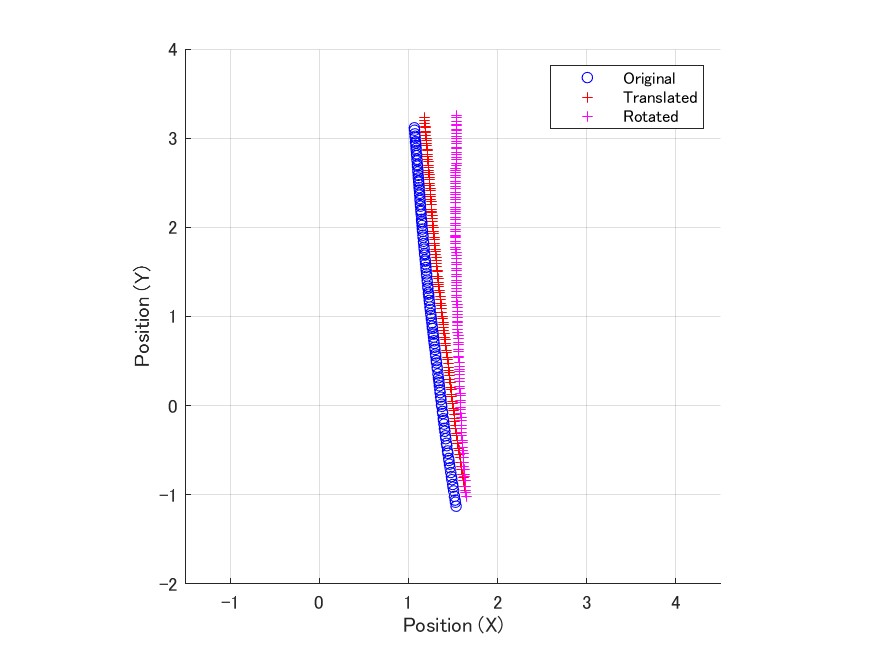 4
3
2
1
0
−1
−2
−1
0
1
2
3
4
Position (Y)
Position (X)
Original
Translated
Rotated